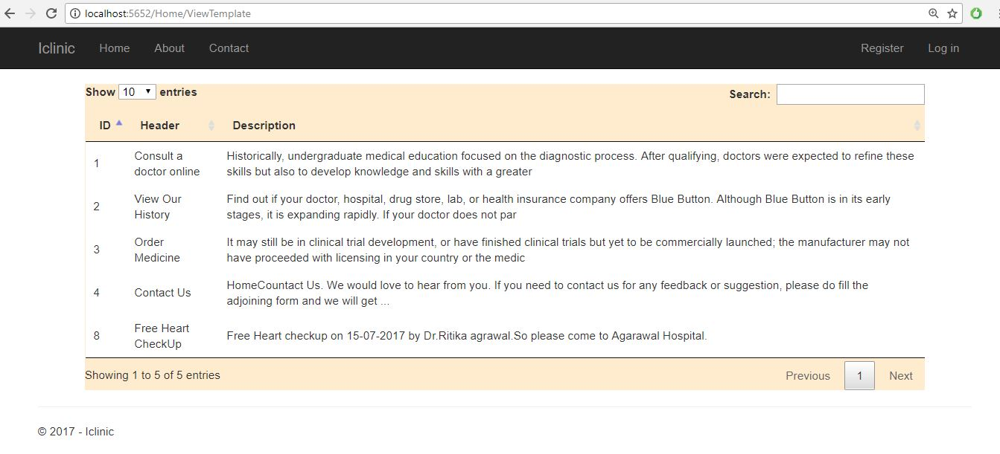 localhost:5652/Home/ViewTemplate
Iclinic Home About Contact Register Log in
Show 10 entries Search:
ID Header Description
1 Consult a doctor online Historically, undergraduate medical education focused on the diagnostic process. After qualifying, doctors were expected to refine these
skills but also to develop knowledge and skills with a greater
2 View Our History Find out if your doctor, hospital, drug store, lab, or health insurance company offers Blue Button. Although Blue Button is in its early
stages, it is expanding rapidly. If your doctor does not par
3 Order Medicine It may still be in clinical trial development, or have finished clinical trials but yet to be commercially launched; the manufacturer may not
have proceeded with licensing in your country or the medic
4 Contact Us HomeCountact Us. We would love to hear from you. If you need to contact us for any feedback or suggestion, please do fill the
adjoining form and we will get ...
8 Free Heart CheckUp Free Heart checkup on 15-07-2017 by Dr.Ritika agrawal.So please come to Agarawal Hospital.
Showing 1 to 5 of 5 entries Previous 1 Next
© 2017 - Iclinic